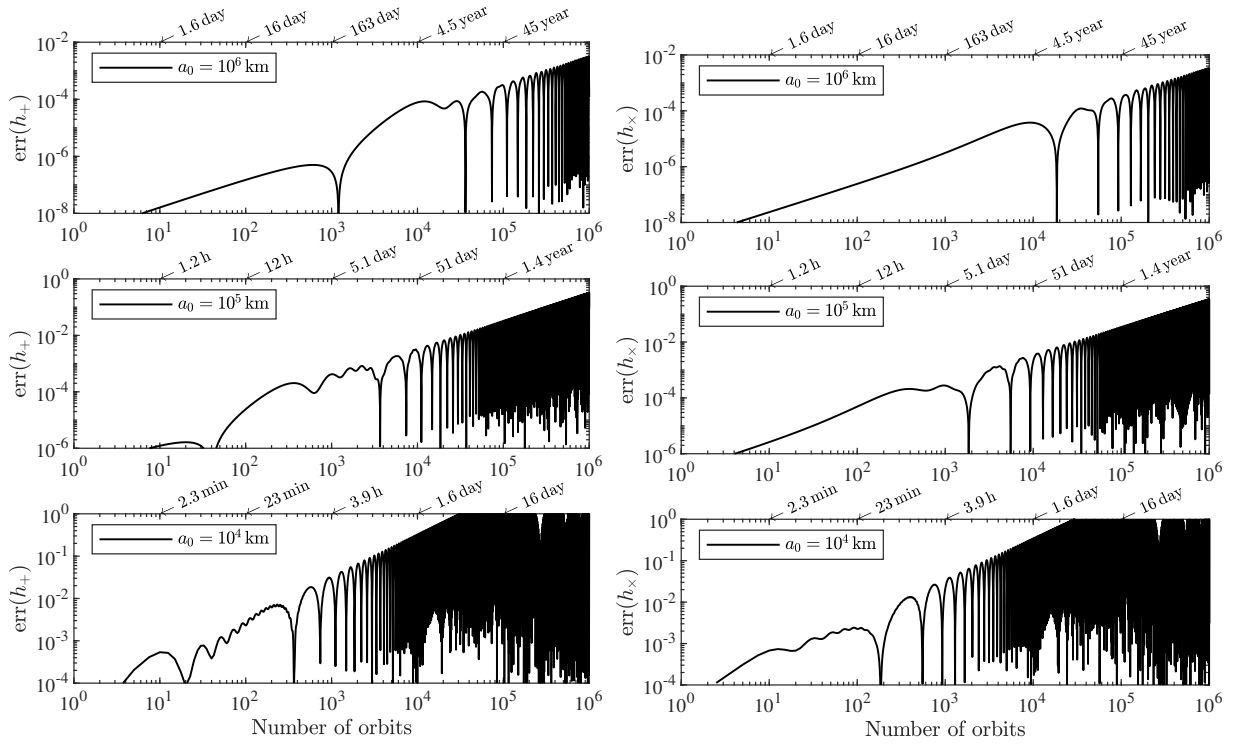 1.6 day 16 day 163 day 4.5 year 45 year
10^-2
a_0 = 10^6 km
10^-4
err(h_+)
10^-6
10^-8
10^0 10^1 10^2 10^3 10^4 10^5 10^6
1.6 day 16 day 163 day 4.5 year 45 year
10^-2
a_0 = 10^6 km
10^-4
err(h_×)
10^-6
10^-8
10^0 10^1 10^2 10^3 10^4 10^5 10^6
1.2 h 12 h 5.1 day 51 day 1.4 year
10^0
a_0 = 10^5 km
10^-2
err(h_+)
10^-4
10^-6
10^0 10^1 10^2 10^3 10^4 10^5 10^6
1.2 h 12 h 5.1 day 51 day 1.4 year
10^0
a_0 = 10^5 km
10^-2
err(h_×)
10^-4
10^-6
10^0 10^1 10^2 10^3 10^4 10^5 10^6
2.3 min 23 min 3.9 h 1.6 day 16 day
10^0
a_0 = 10^4 km
10^-1
err(h_+)
10^-2
10^-3
10^-4
10^0 10^1 10^2 10^3 10^4 10^5 10^6
Number of orbits
2.3 min 23 min 3.9 h 1.6 day 16 day
10^0
a_0 = 10^4 km
10^-1
err(h_×)
10^-2
10^-3
10^-4
10^0 10^1 10^2 10^3 10^4 10^5 10^6
Number of orbits